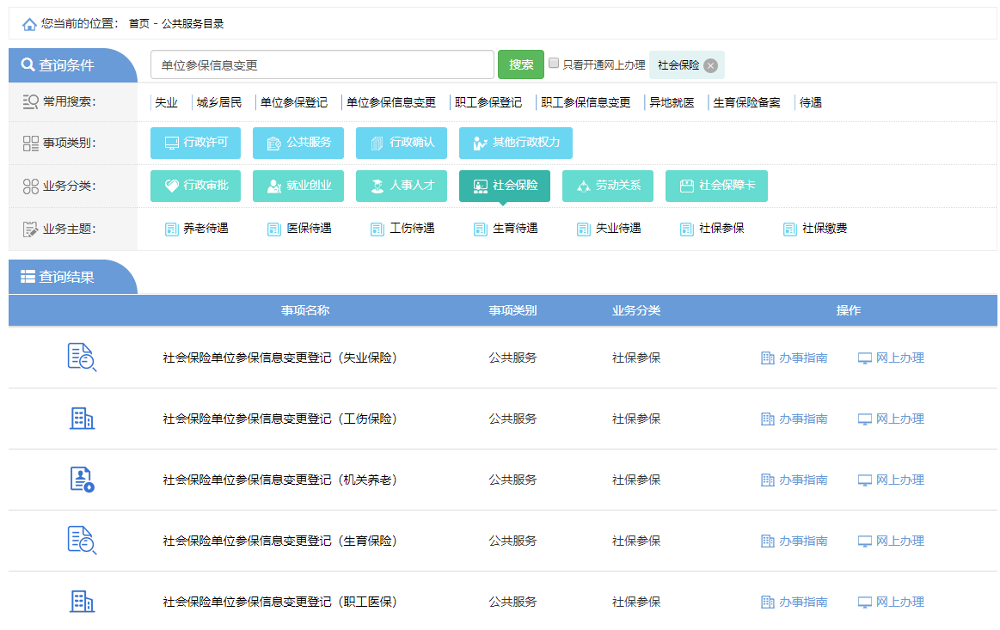 您当前的位置： 首页 - 公共服务目录
查询条件 单位参保信息变更 搜索 只看开通网上办理 社会保险
常用搜索： 失业 城乡居民 单位参保登记 单位参保信息变更 职工参保登记 职工参保信息变更 异地就医 生育保险备案 待遇
事项类别： 行政许可 公共服务 行政确认 其他行政权力
业务分类： 行政审批 就业创业 人事人才 社会保险 劳动关系 社会保障卡
业务主题： 养老待遇 医保待遇 工伤待遇 生育待遇 失业待遇 社保参保 社保缴费
查询结果
事项名称 事项类别 业务分类 操作
社会保险单位参保信息变更登记（失业保险） 公共服务 社保参保 办事指南 网上办理
社会保险单位参保信息变更登记（工伤保险） 公共服务 社保参保 办事指南 网上办理
社会保险单位参保信息变更登记（机关养老） 公共服务 社保参保 办事指南 网上办理
社会保险单位参保信息变更登记（生育保险） 公共服务 社保参保 办事指南 网上办理
社会保险单位参保信息变更登记（职工医保） 公共服务 社保参保 办事指南 网上办理